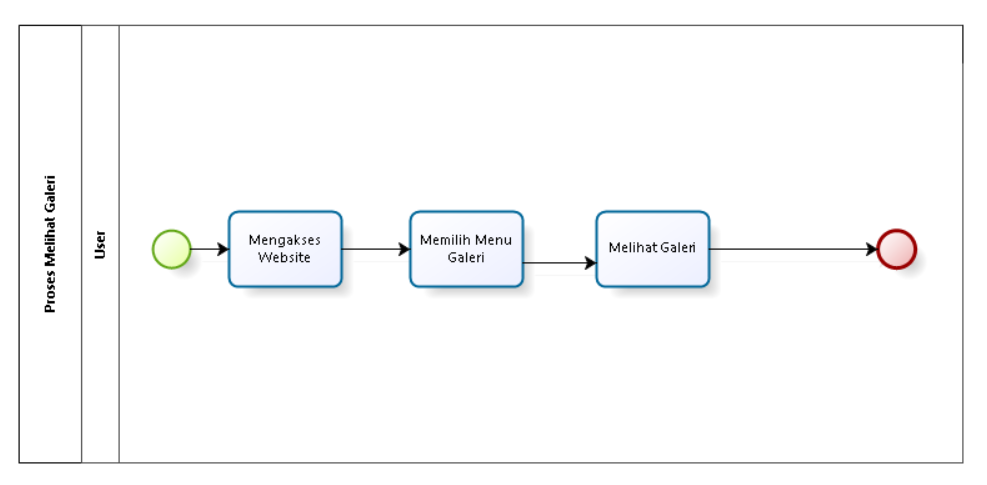 Proses Melihat Galeri
User
Mengakses
Website
Memilih Menu
Galeri
Melihat Galeri